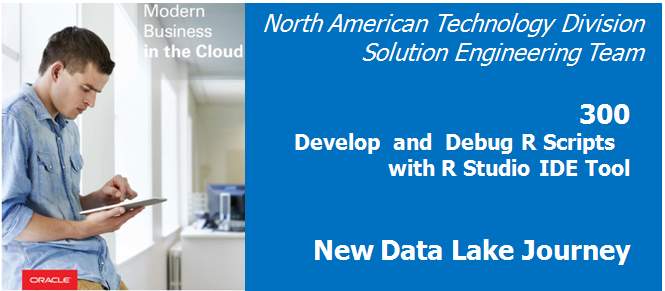 Modern
Business
in the Cloud
North American Technology Division
Solution Engineering Team
300
Develop and Debug R Scripts
with R Studio IDE Tool
New Data Lake Journey
ORACLE